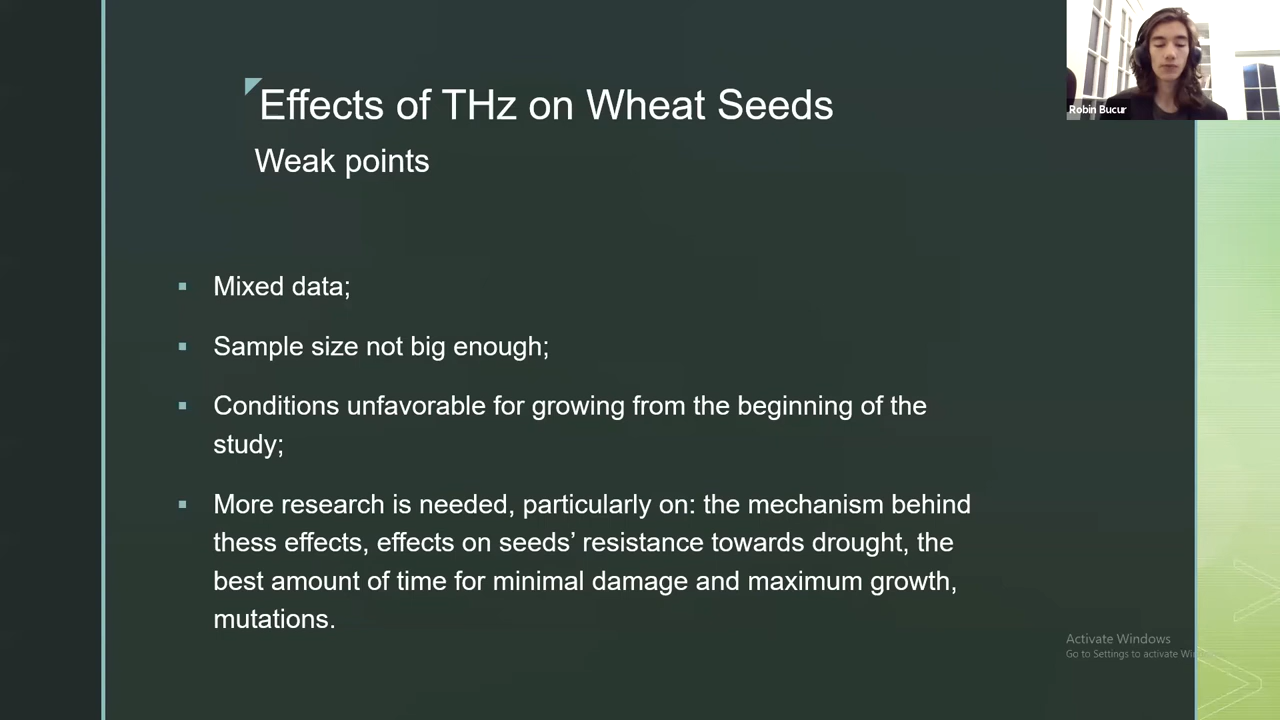 Effects of THz on Wheat Seeds
Weak points
Mixed data;
Sample size not big enough;
Conditions unfavorable for growing from the beginning of the
study;
More research is needed, particularly on: the mechanism behind
thess effects, effects on seeds’ resistance towards drought, the
best amount of time for minimal damage and maximum growth,
mutations.
Robin Bucur
Activate Windows
Go to Settings to activate